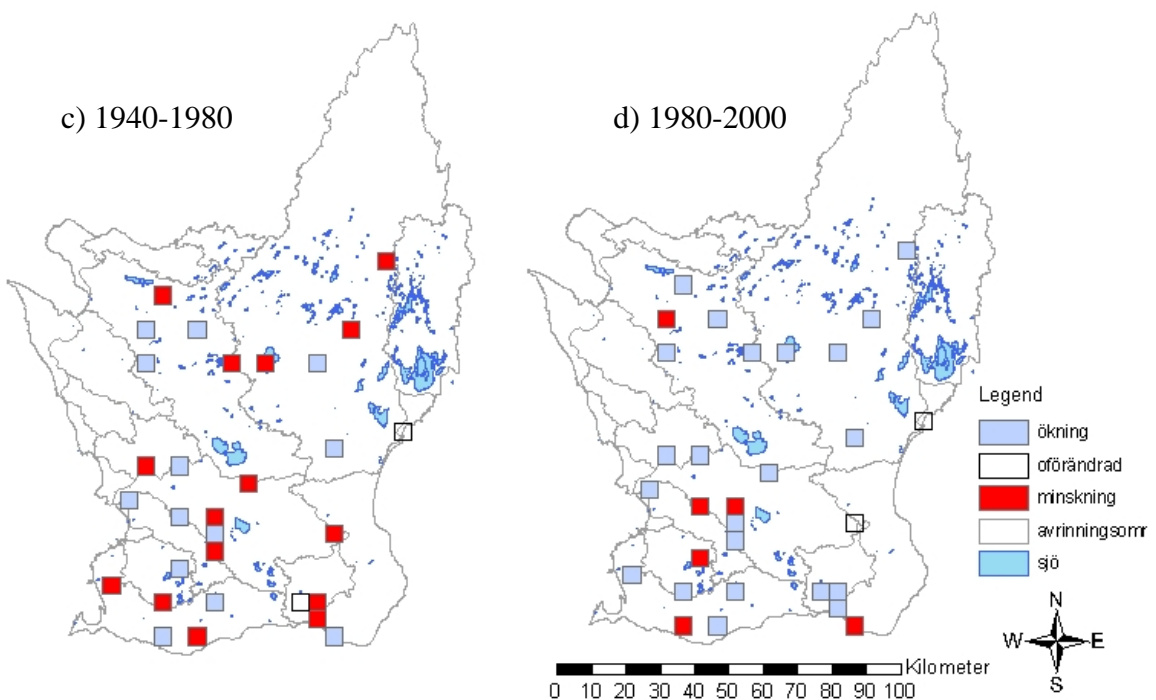 c) 1940-1980
d) 1980-2000
Legend
ökning
oförändrad
minskning
avrinningsomr
sjö
N
W E
S
Kilometer
0 10 20 30 40 50 60 70 80 90 100